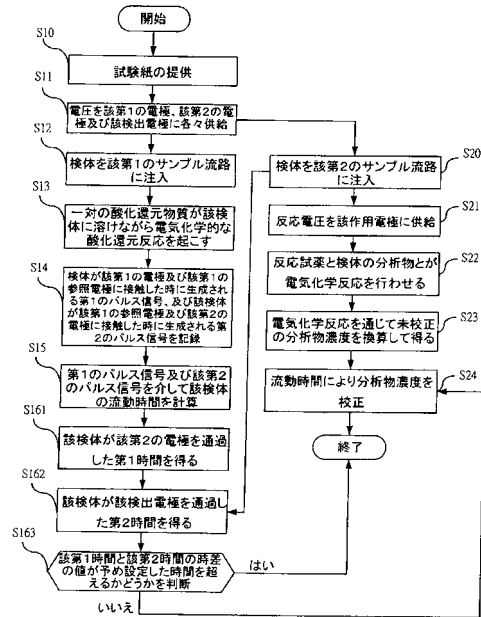 開始
S10
試験紙の提供
S11
電圧を該第1の電極、該第2の電
極及び該検出電極に各々供給
S12
検体を該第1のサンプル流路
に注入
S13
一対の酸化還元物質が該検
体に溶けながら電気化学的な
酸化還元反応を起こす
S14
検体が該第1の電極及び該第1の
参照電極に接触した時に生成され
る第1のパルス信号、及び該検体
が該第1の参照電極及び該第2の
電極に接触した時に生成される第
2のパルス信号を記録
S15
第1のパルス信号及び該第2
のパルス信号を介して該検体
の流動時間を計算
S161
該検体が該第2の電極を通過
した第1時間を得る
S162
該検体が該検出電極を通過し
た第2時間を得る
S163
該第1時間と該第2時間の時差
の値が予め設定した時間を超
えるかどうかを判断
はい
いいえ
S20
検体を該第2のサンプル流路
に注入
S21
反応電圧を該作用電極に供給
S22
反応試薬と検体の分析物とが
電気化学反応を行わせる
S23
電気化学反応を通じて未校正
の分析物濃度を換算して得る
S24
流動時間により分析物濃度を
校正
終了